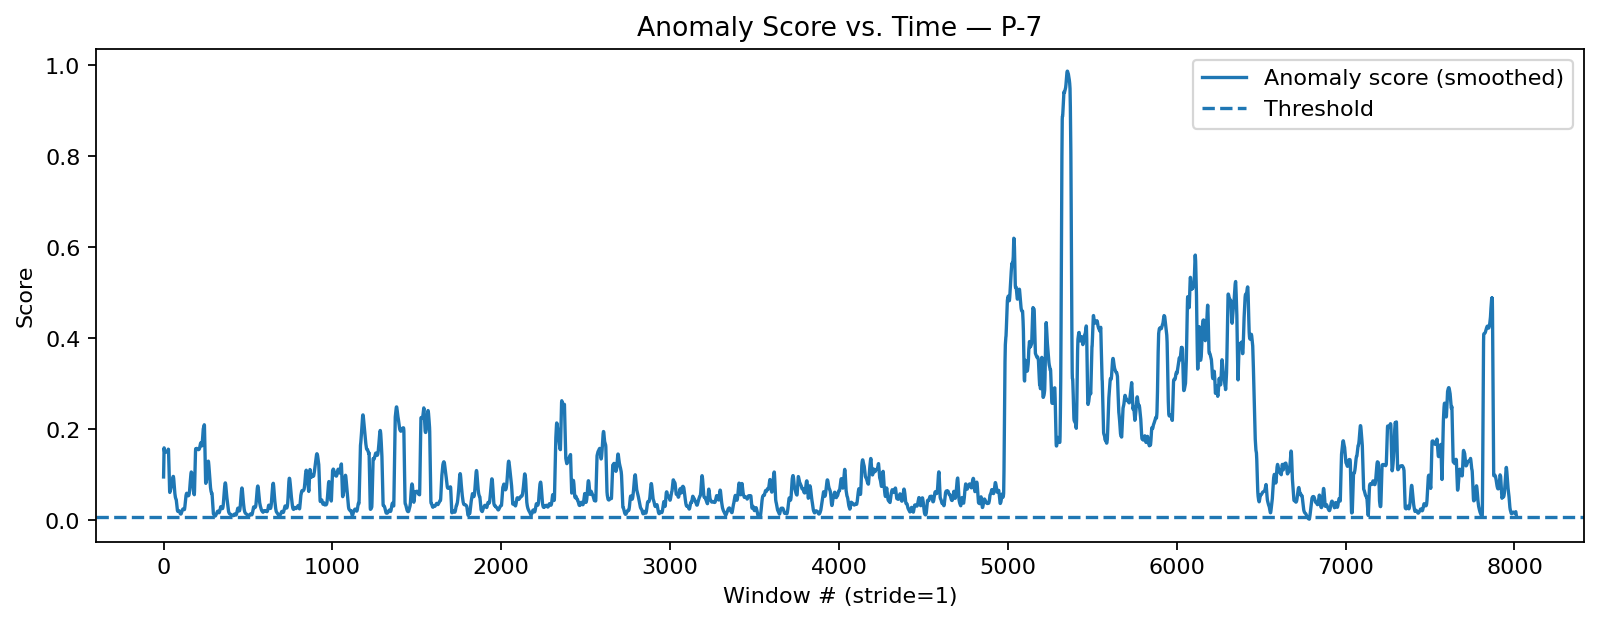 Anomaly Score vs. Time — P-7
Anomaly score (smoothed)
Threshold
Score
1.0
0.8
0.6
0.4
0.2
0.0
0 1000 2000 3000 4000 5000 6000 7000 8000
Window # (stride=1)